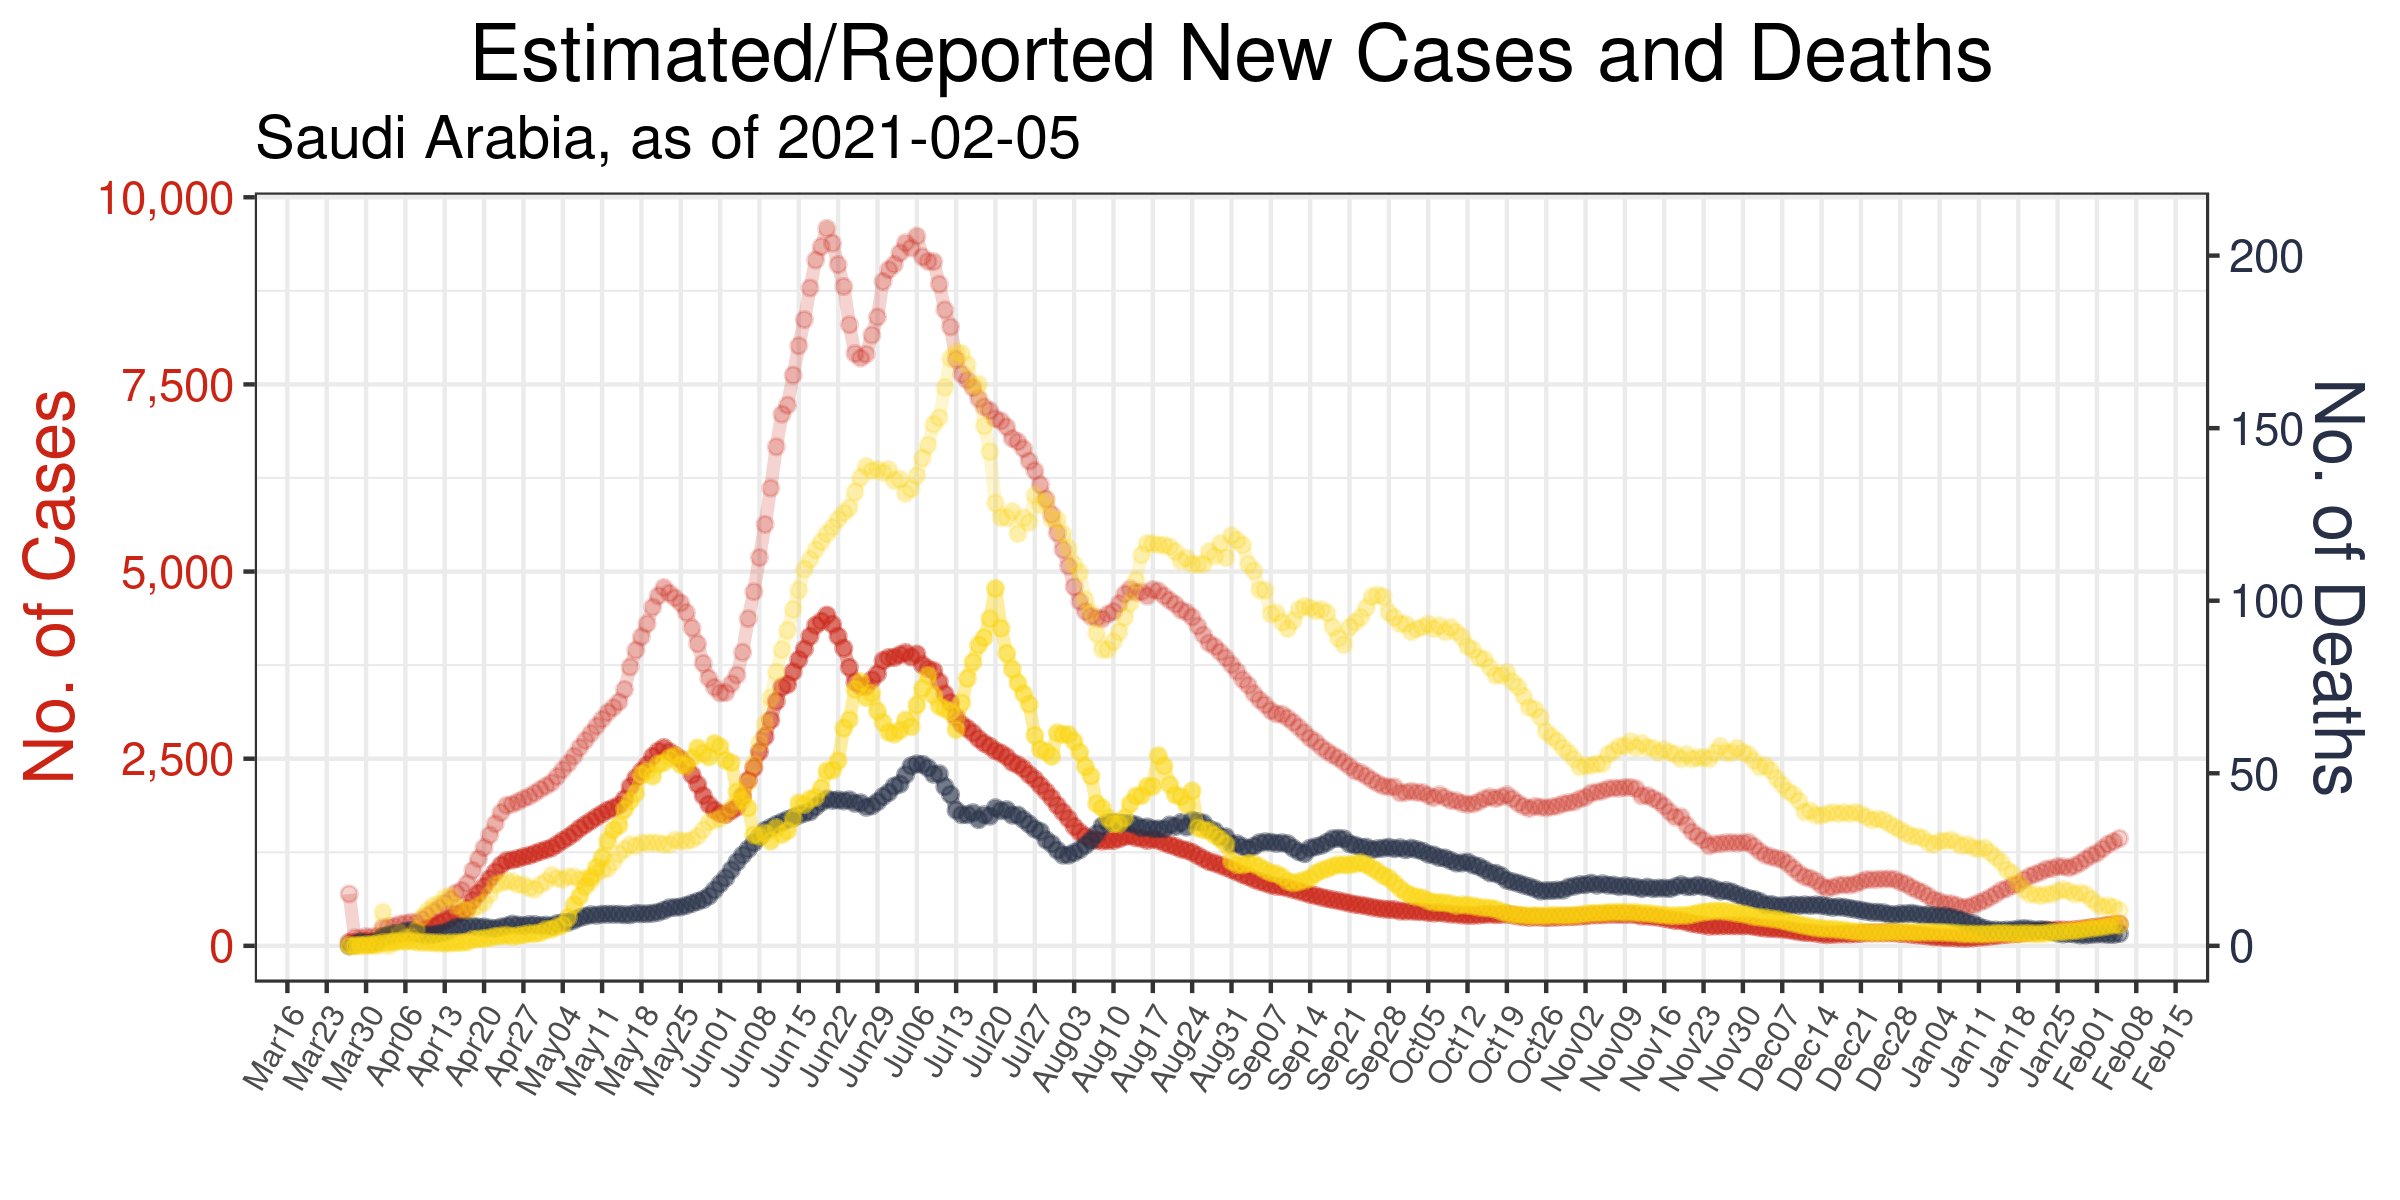 Estimated/Reported New Cases and Deaths
Saudi Arabia, as of 2021-02-05
No. of Cases
10,000
7,500
5,000
2,500
0
No. of Deaths
200
150
100
50
0
Mar16
Mar23
Mar30
Apr06
Apr13
Apr20
Apr27
May04
May11
May18
May25
Jun01
Jun08
Jun15
Jun22
Jun29
Jul06
Jul13
Jul20
Jul27
Aug03
Aug10
Aug17
Aug24
Aug31
Sep07
Sep14
Sep21
Sep28
Oct05
Oct12
Oct19
Oct26
Nov02
Nov09
Nov16
Nov23
Nov30
Dec07
Dec14
Dec21
Dec28
Jan04
Jan11
Jan18
Jan25
Feb01
Feb08
Feb15